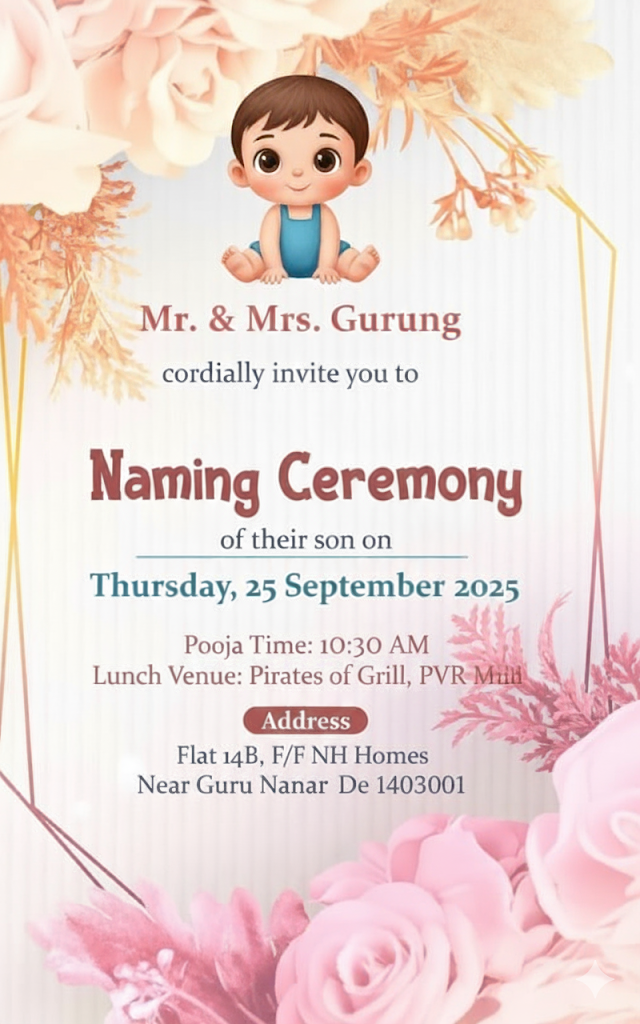 Mr. & Mrs. Gurung
cordially invite you to
Naming Ceremony
of their son on
Thursday, 25 September 2025
Pooja Time: 10:30 AM
Lunch Venue: Pirates of Grill, PVR
Address
Flat 14B, F/F NH Homes
Near Guru Nanar De 1403001